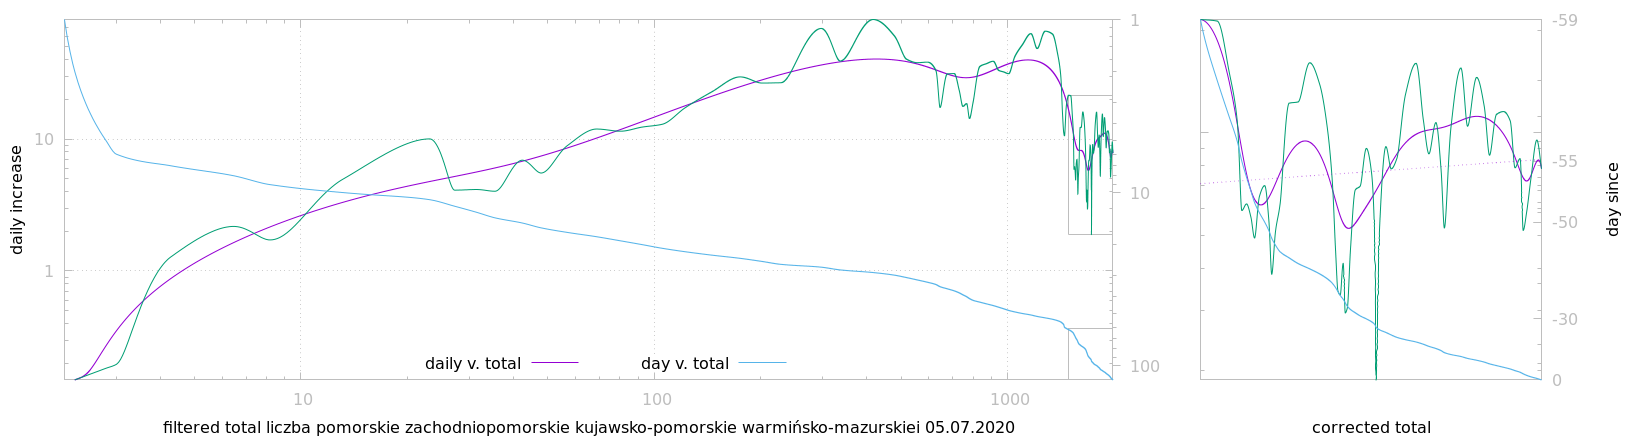 1
-59
10
daily increase
-55
10
-50
day since
1
-30
daily v. total
day v. total
100
0
10
100
1000
filtered total liczba pomorskie zachodniopomorskie kujawsko-pomorskie warmińsko-mazurskiei 05.07.2020
corrected total